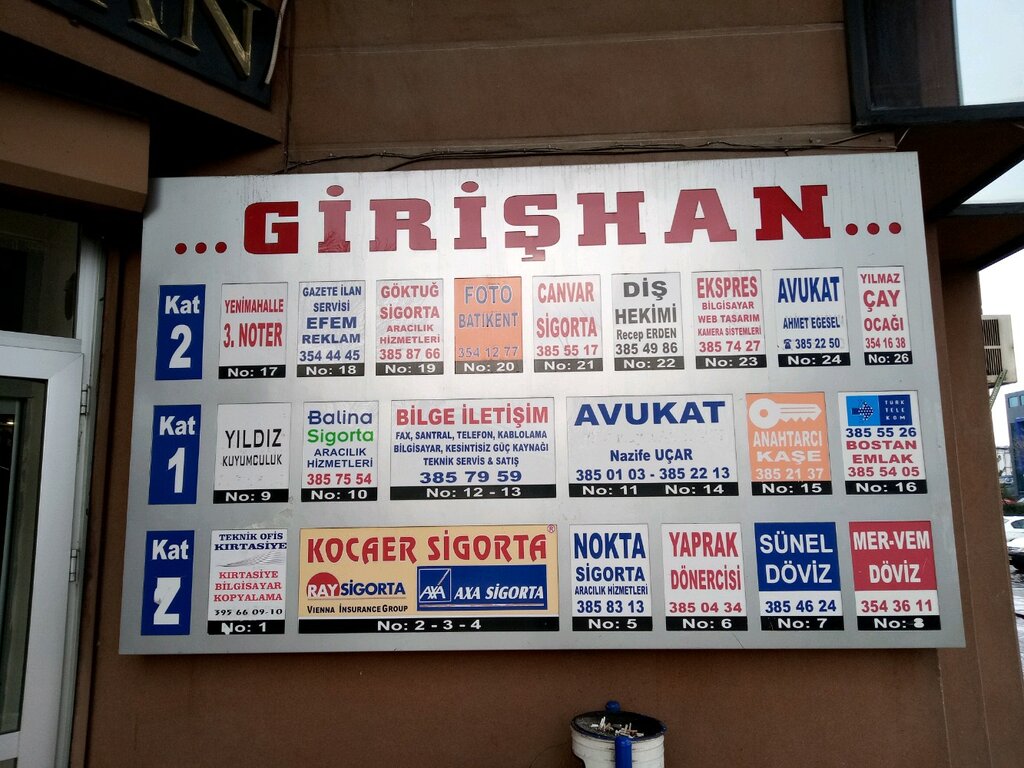 AN
...GİRİŞHAN...
Kat
2
YENİMAHALLE
3. NOTER
No: 17
GAZETE İLAN
SERVİSİ
EFEM
REKLAM
354 44 45
No: 18
GÖKTUĞ
SİGORTA
ARACILIK
HİZMETLERİ
385 87 66
No: 19
FOTO
BATIKENT
354 12 77
No: 20
CANVAR
SİGORTA
385 55 17
No: 21
DİŞ
HEKİMİ
Recep ERDEN
385 49 86
No: 22
EKSPRES
BİLGİSAYAR
WEB TASARIM
KAMERA SİSTEMLERİ
385 74 27
No: 23
AVUKAT
AHMET EGESEL
☎ 385 22 50
No: 24
YILMAZ
ÇAY
OCAĞI
354 16 38
No: 26
Kat
1
YILDIZ
KUYUMCULUK
No: 9
Balina
Sigorta
ARACILIK
HİZMETLERİ
385 75 54
No: 10
BİLGE İLETİŞİM
FAX, SANTRAL, TELEFON, KABLOLAMA
BİLGİSAYAR, KESİNTİSİZ GÜÇ KAYNAĞI
TEKNİK SERVİS & SATIŞ
385 79 59
No: 12 - 13
AVUKAT
Nazife UÇAR
385 01 03 - 385 22 13
No: 11 No: 14
ANAHTARCI
KAŞE
385 21 37
No: 15
TÜRK
TELE
KOM
385 55 26
BOSTAN
EMLAK
385 54 05
No: 16
Kat
Z
TEKNİK OFİS
KIRTASİYE
KIRTASİYE
BİLGİSAYAR
KOPYALAMA
395 66 09-10
No: 1
KOCAER SİGORTA®
RAY SİGORTA
VIENNA INSURANCE GROUP
AXA AXA SİGORTA
No: 2 - 3 - 4
NOKTA
SİGORTA
ARACILIK HİZMETLERİ
385 83 13
No: 5
YAPRAK
DÖNERCİSİ
385 04 34
No: 6
SÜNEL
DÖVİZ
385 46 24
No: 7
MER-VEM
DÖVİZ
354 36 11
No: 8